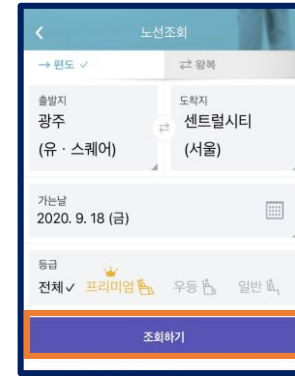 노선조회
→ 편도 ✓ ⇄ 왕복
출발지
광주
(유 · 스퀘어)
도착지
센트럴시티
(서울)
가는날
2020. 9. 18 (금)
등급
전체✓ 프리미엄 우등 일반
조회하기